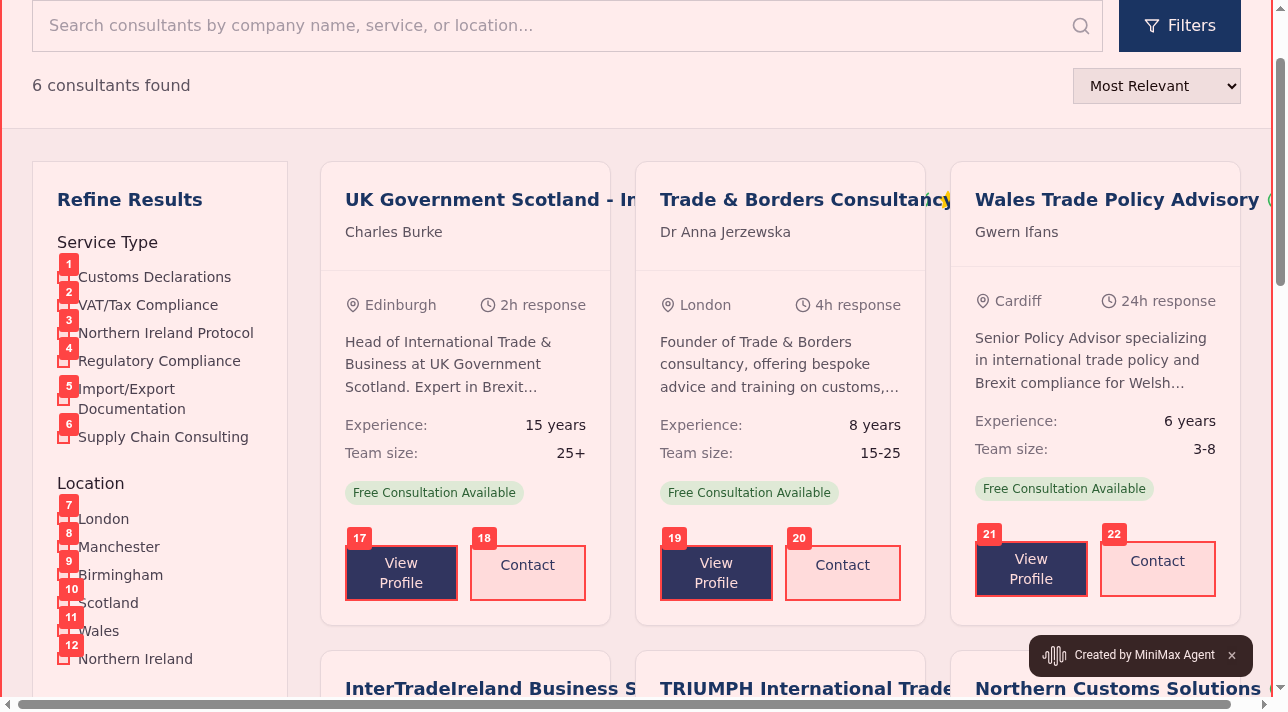 Search consultants by company name, service, or location...
Filters
6 consultants found
Most Relevant
Refine Results
Service Type
1
Customs Declarations
2
VAT/Tax Compliance
3
Northern Ireland Protocol
4
Regulatory Compliance
5
Import/Export
Documentation
6
Supply Chain Consulting
Location
7
London
8
Manchester
9
Birmingham
10
Scotland
11
Wales
12
Northern Ireland
UK Government Scotland - In
Charles Burke
Edinburgh
2h response
Head of International Trade &
Business at UK Government
Scotland. Expert in Brexit...
Experience:
15 years
Team size:
25+
Free Consultation Available
17
View
Profile
18
Contact
Trade & Borders Consultancy
Dr Anna Jerzewska
London
4h response
Founder of Trade & Borders
consultancy, offering bespoke
advice and training on customs,...
Experience:
8 years
Team size:
15-25
Free Consultation Available
19
View
Profile
20
Contact
Wales Trade Policy Advisory
Gwern Ifans
Cardiff
24h response
Senior Policy Advisor specializing
in international trade policy and
Brexit compliance for Welsh...
Experience:
6 years
Team size:
3-8
Free Consultation Available
21
View
Profile
22
Contact
InterTradeIreland Business S
TRIUMPH International Trade
Northern Customs Solutions
Created by MiniMax Agent ×